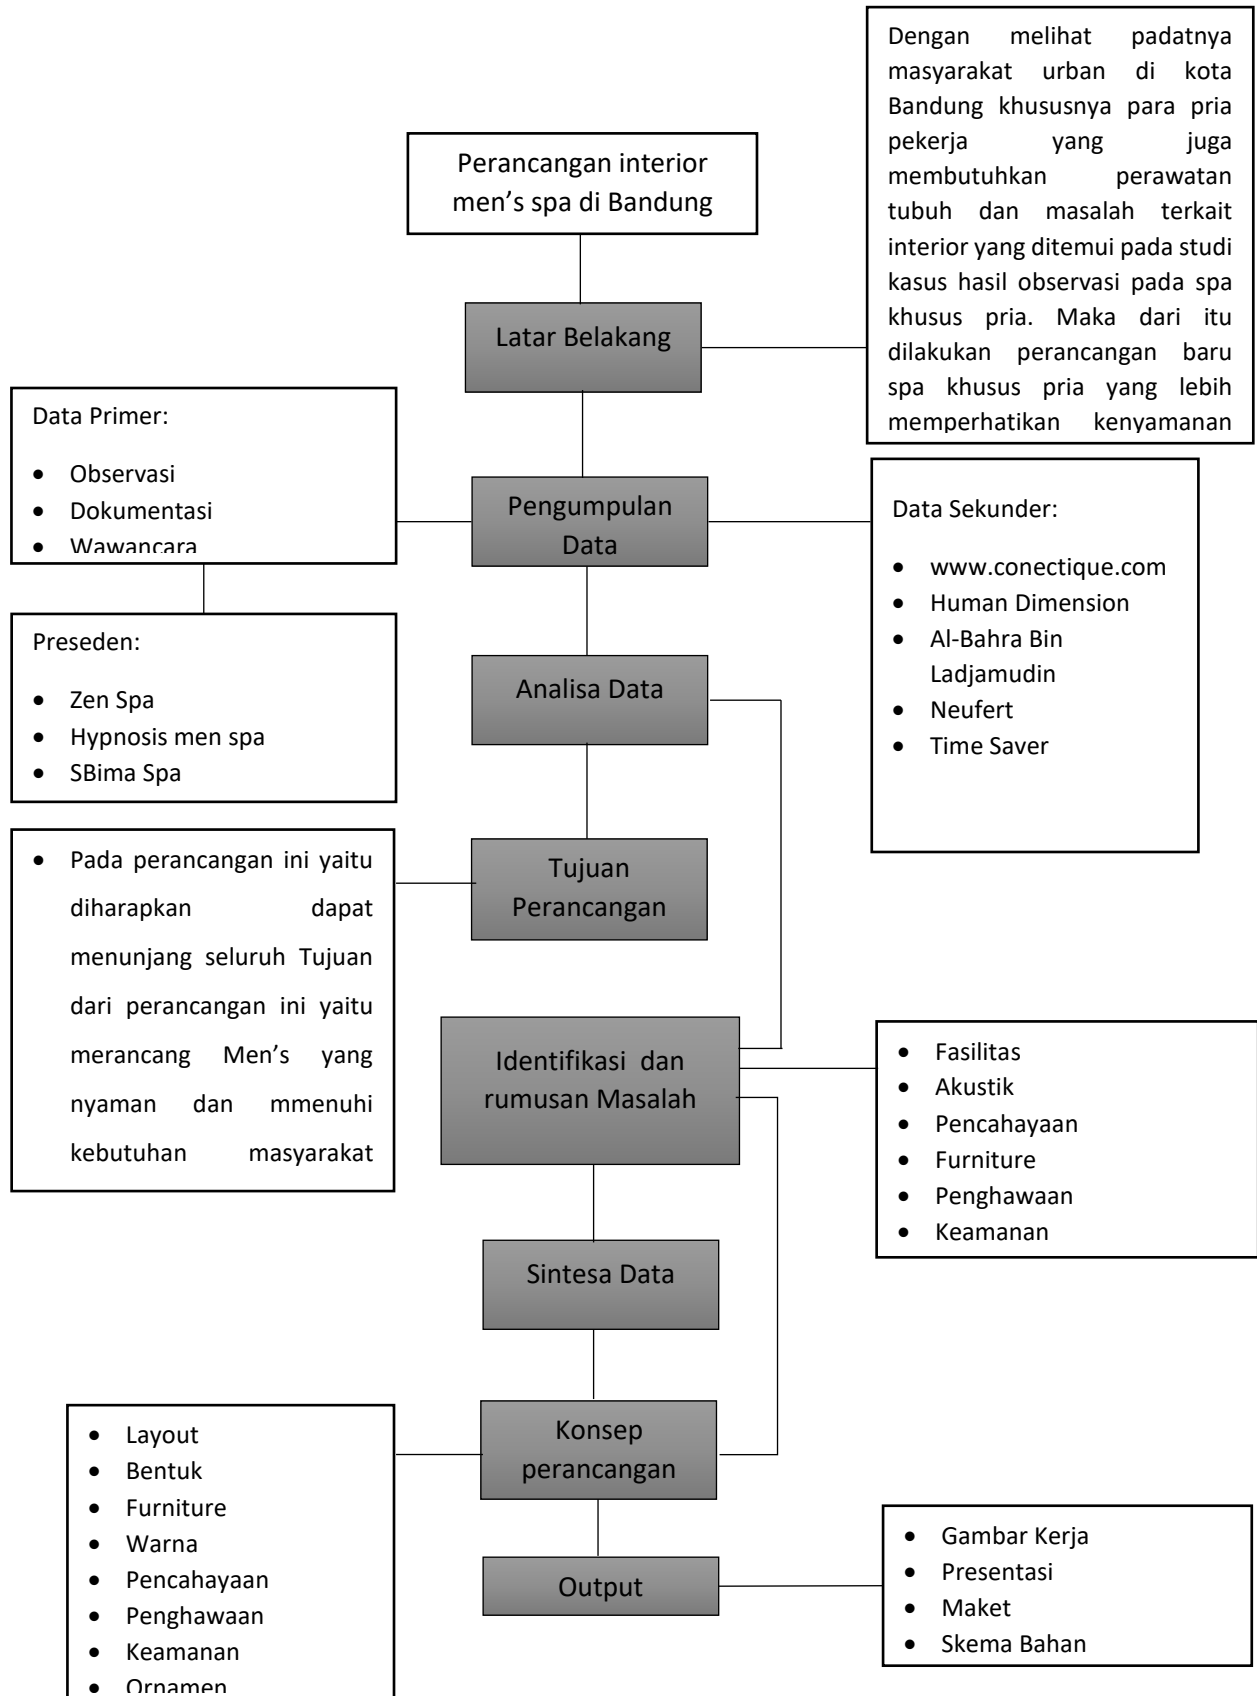 Perancangan interior
men's spa di Bandung
Dengan melihat padatnya
masyarakat urban di kota
Bandung khususnya para pria
pekerja yang juga
membutuhkan perawatan
tubuh dan masalah terkait
interior yang ditemui pada studi
kasus hasil observasi pada spa
khusus pria. Maka dari itu
dilakukan perancangan baru
spa khusus pria yang lebih
memperhatikan kenyamanan
Latar Belakang
Data Primer:
• Observasi
• Dokumentasi
• Wawancara
Pengumpulan
Data
Data Sekunder:
• www.conectique.com
• Human Dimension
• Al-Bahra Bin
Ladjamudin
• Neufert
• Time Saver
Preseden:
• Zen Spa
• Hypnosis men spa
• SBima Spa
Analisa Data
• Pada perancangan ini yaitu
diharapkan dapat
menunjang seluruh Tujuan
dari perancangan ini yaitu
merancang Men's yang
nyaman dan mmenuhi
kebutuhan masyarakat
Tujuan
Perancangan
Identifikasi dan
rumusan Masalah
• Fasilitas
• Akustik
• Pencahayaan
• Furniture
• Penghawaan
• Keamanan
Sintesa Data
Konsep
perancangan
• Layout
• Bentuk
• Furniture
• Warna
• Pencahayaan
• Penghawaan
• Keamanan
• Ornamen
Output
• Gambar Kerja
• Presentasi
• Maket
• Skema Bahan